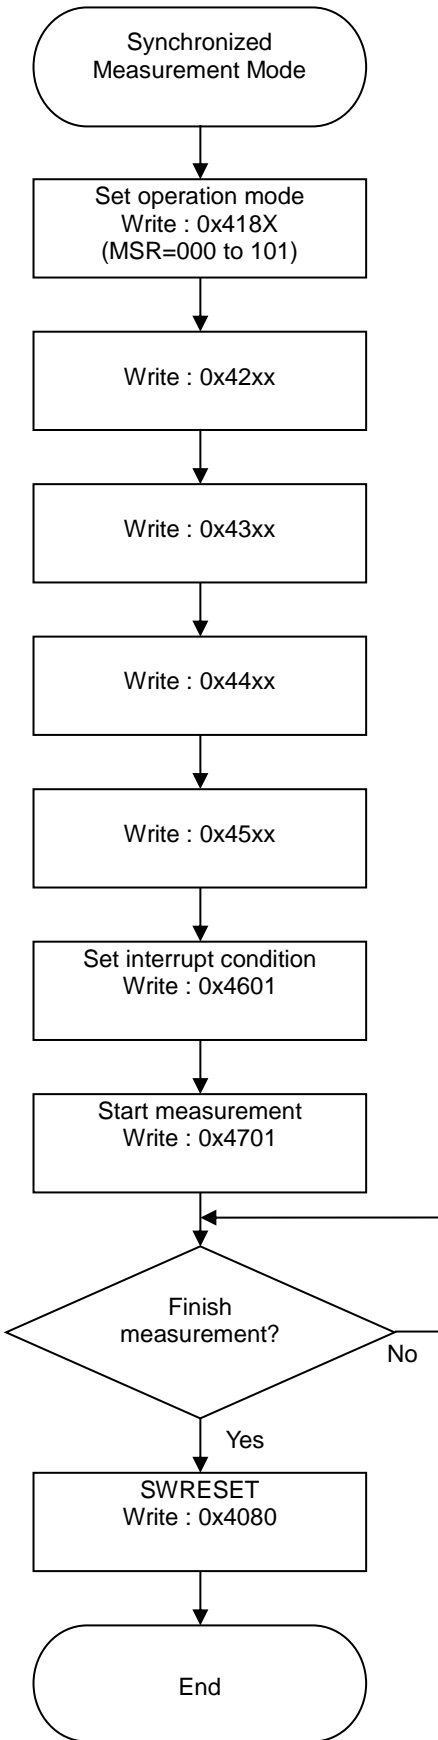 Synchronized
Measurement Mode
Set operation mode
Write : 0x418X
(MSR=000 to 101)
Write : 0x42xx
Write : 0x43xx
Write : 0x44xx
Write : 0x45xx
Set interrupt condition
Write : 0x4601
Start measurement
Write : 0x4701
Finish
measurement?
No
Yes
SWRESET
Write : 0x4080
End